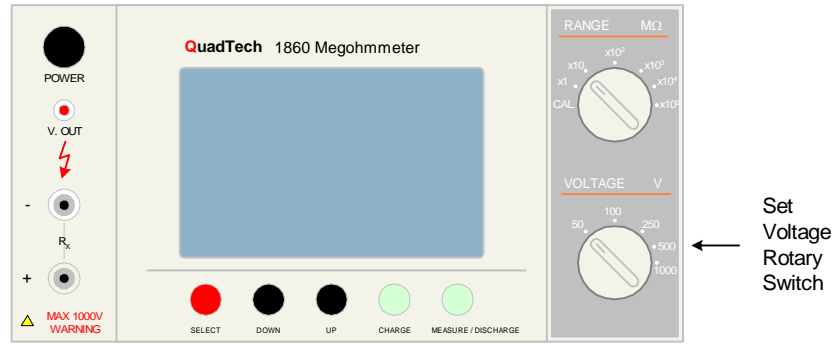 QuadTech 1860 Megohmmeter
POWER
V. OUT
-
RX
+
MAX 1000V
WARNING
SELECT
DOWN
UP
CHARGE
MEASURE / DISCHARGE
RANGE MΩ
CAL
x1
x10
x10²
x10³
x10⁴
VOLTAGE V
50
100
250
500
1000
Set
Voltage
Rotary
Switch